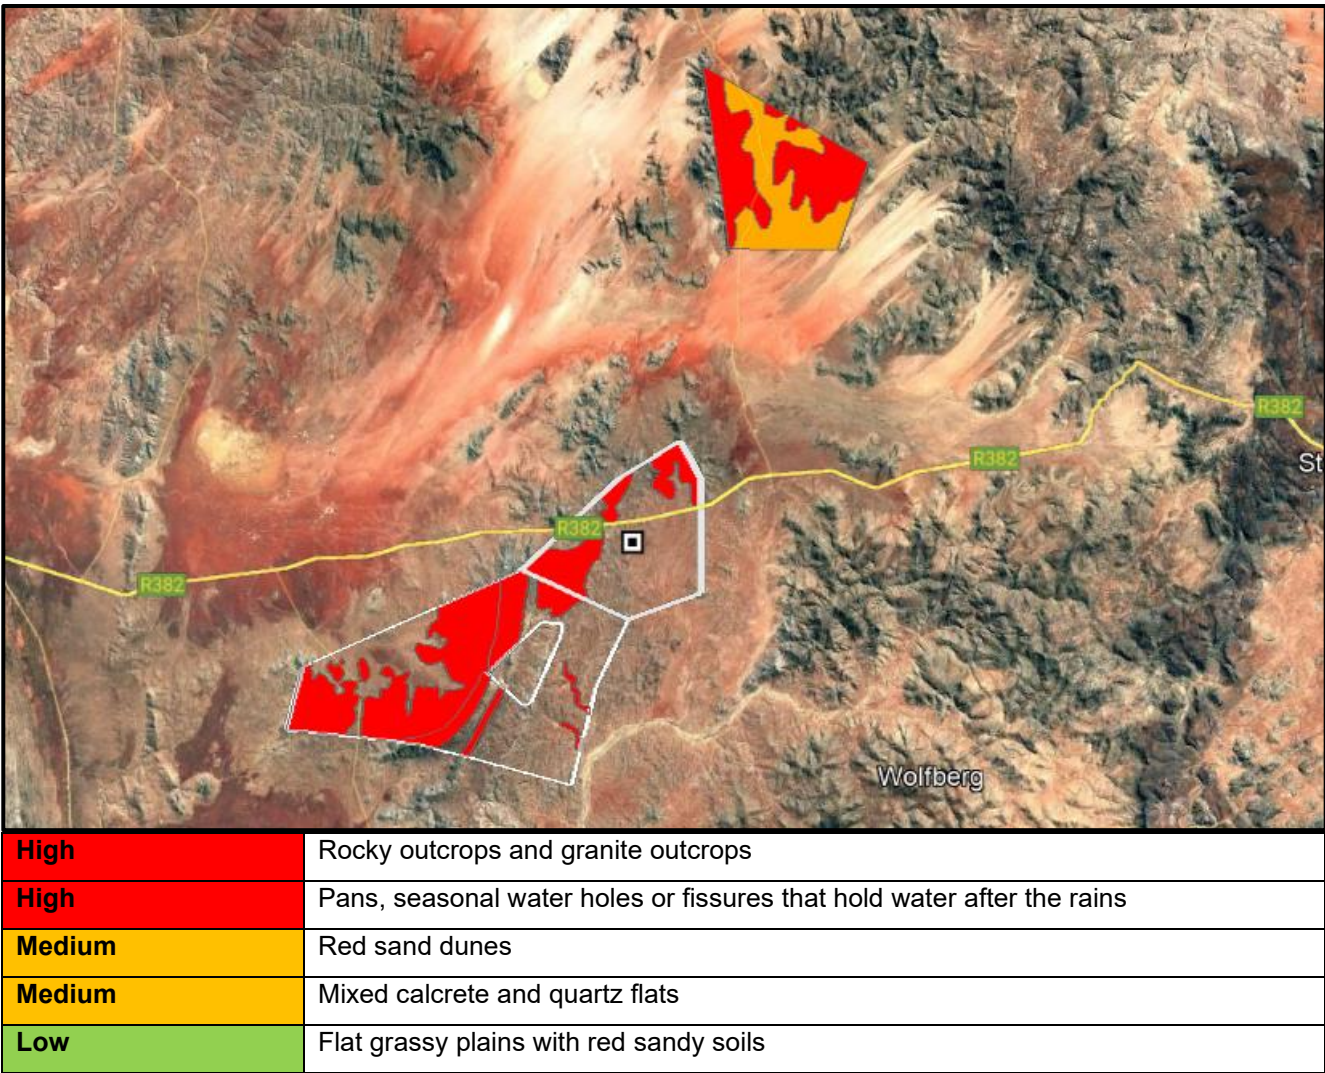 R382
R382
St
R382
R382
Wolfberg
High Rocky outcrops and granite outcrops
High Pans, seasonal water holes or fissures that hold water after the rains
Medium Red sand dunes
Medium Mixed calcrete and quartz flats
Low Flat grassy plains with red sandy soils